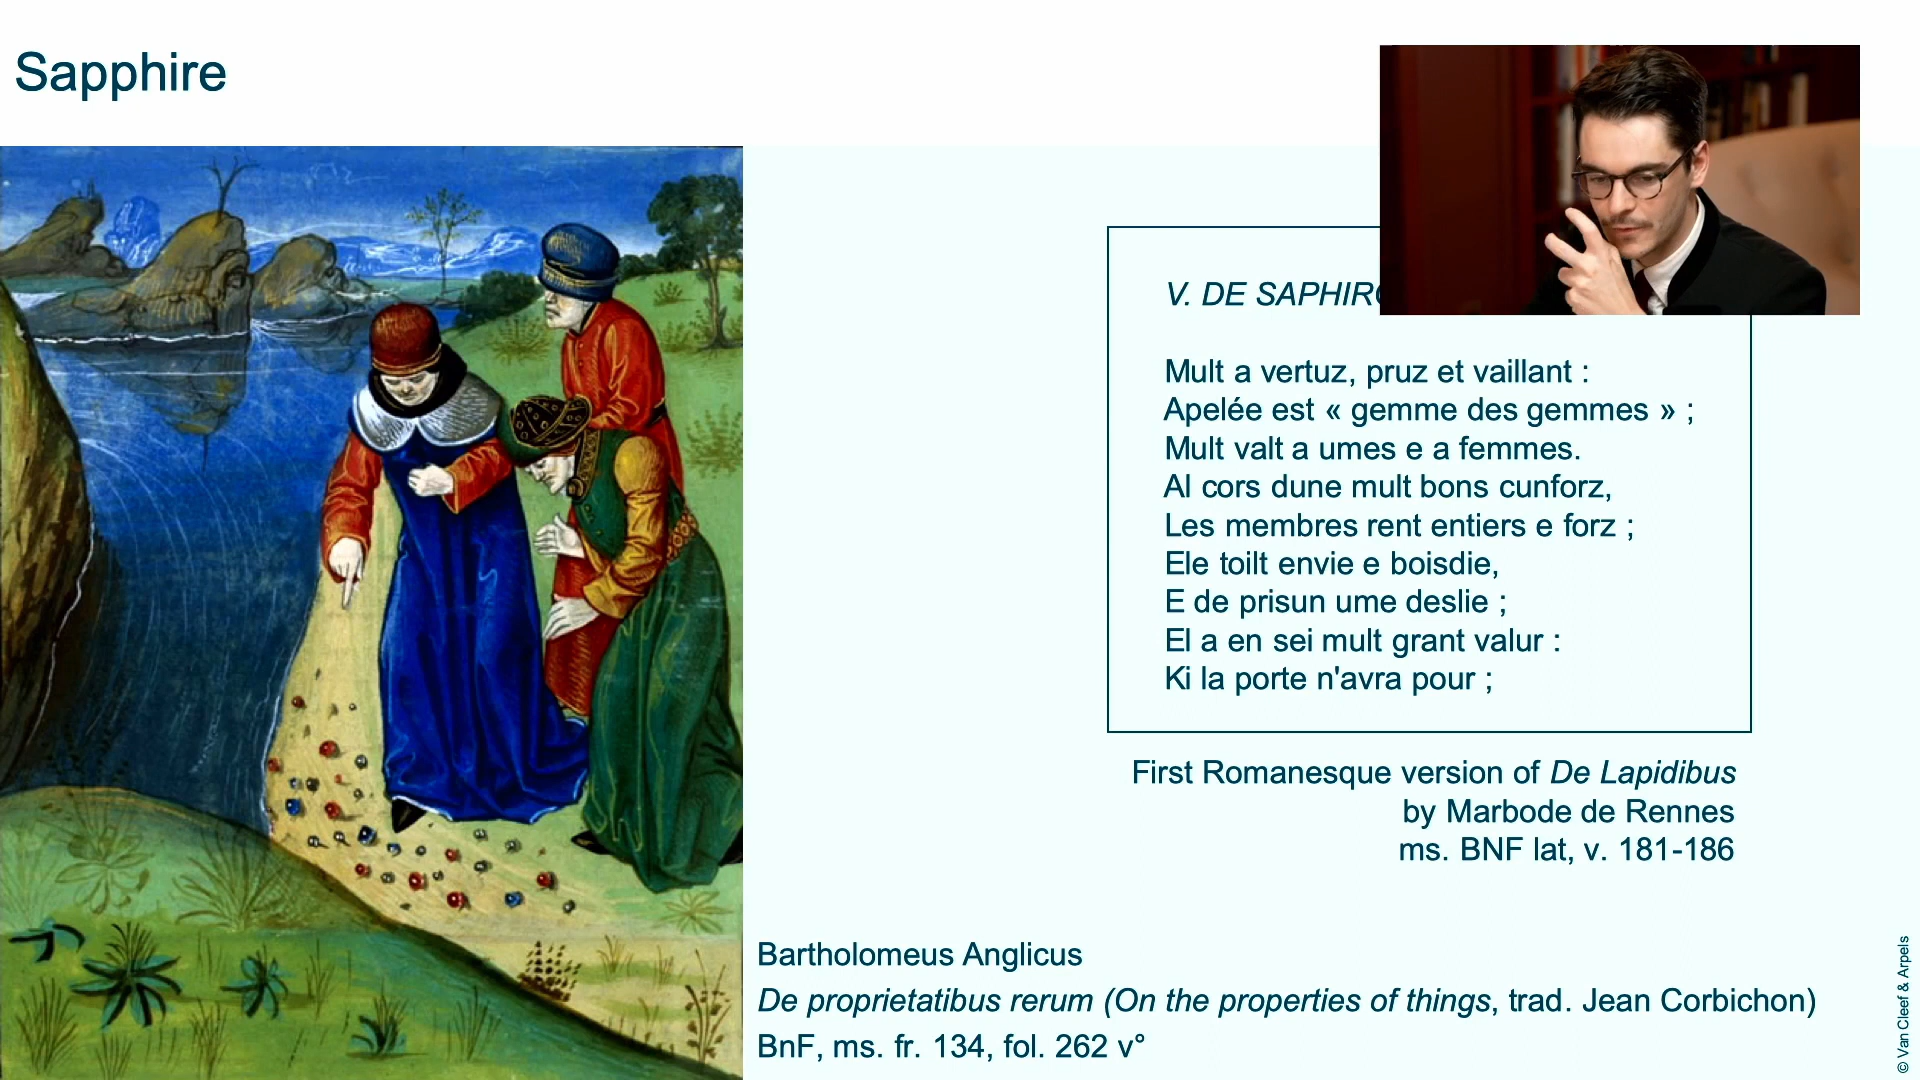 Sapphire
V. DE SAPHIR
Mult a vertuz, pruz et vaillant :
Apelée est « gemme des gemmes » ;
Mult valt a umes e a femmes.
Al cors dune mult bons cunforz,
Les membres rent entiers e forz ;
Ele toilt envie e boisdie,
E de prisun ume deslie ;
El a en sei mult grant valur :
Ki la porte n'avra pour ;
First Romanesque version of De Lapidibus
by Marbode de Rennes
ms. BNF lat, v. 181-186
Bartholomeus Anglicus
De proprietatibus rerum (On the properties of things, trad. Jean Corbichon)
BnF, ms. fr. 134, fol. 262 v°
© Van Cleef & Arpels